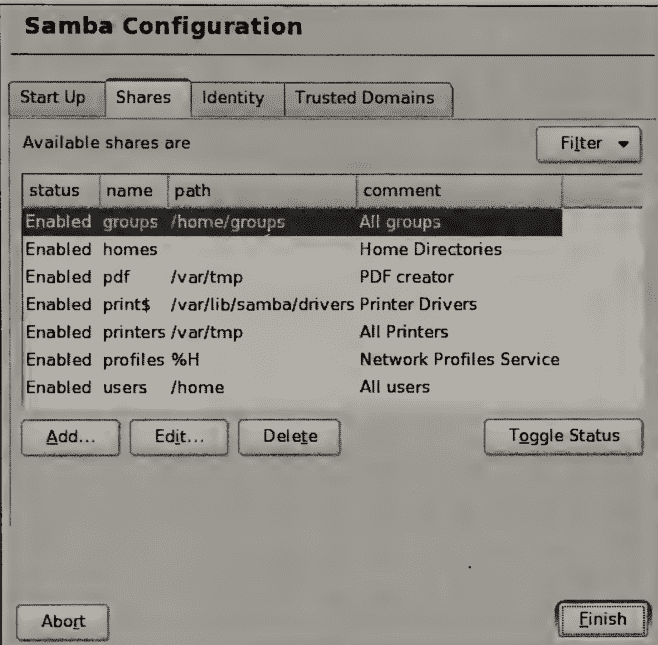 Samba Configuration
Start Up Shares Identity Trusted Domains
Available shares are Filter
status name path comment
Enabled groups /home/groups All groups
Enabled homes Home Directories
Enabled pdf /var/tmp PDF creator
Enabled print$ /var/lib/samba/drivers Printer Drivers
Enabled printers /var/tmp All Printers
Enabled profiles %H Network Profiles Service
Enabled users /home All users
Add... Edit... Delete Toggle Status
Abort Finish